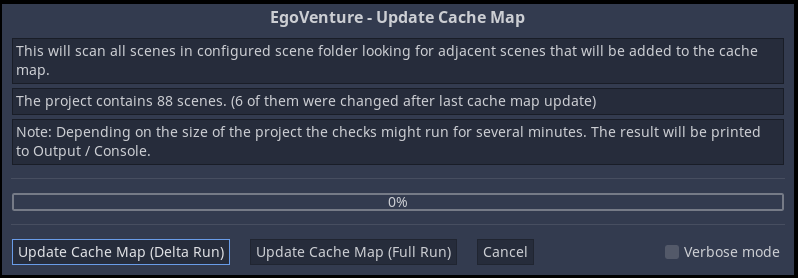 EgoVenture - Update Cache Map
This will scan all scenes in configured scene folder looking for adjacent scenes that will be added to the cache
map.
The project contains 88 scenes. (6 of them were changed after last cache map update)
Note: Depending on the size of the project the checks might run for several minutes. The result will be printed
to Output / Console.
0%
Update Cache Map (Delta Run) Update Cache Map (Full Run) Cancel Verbose mode